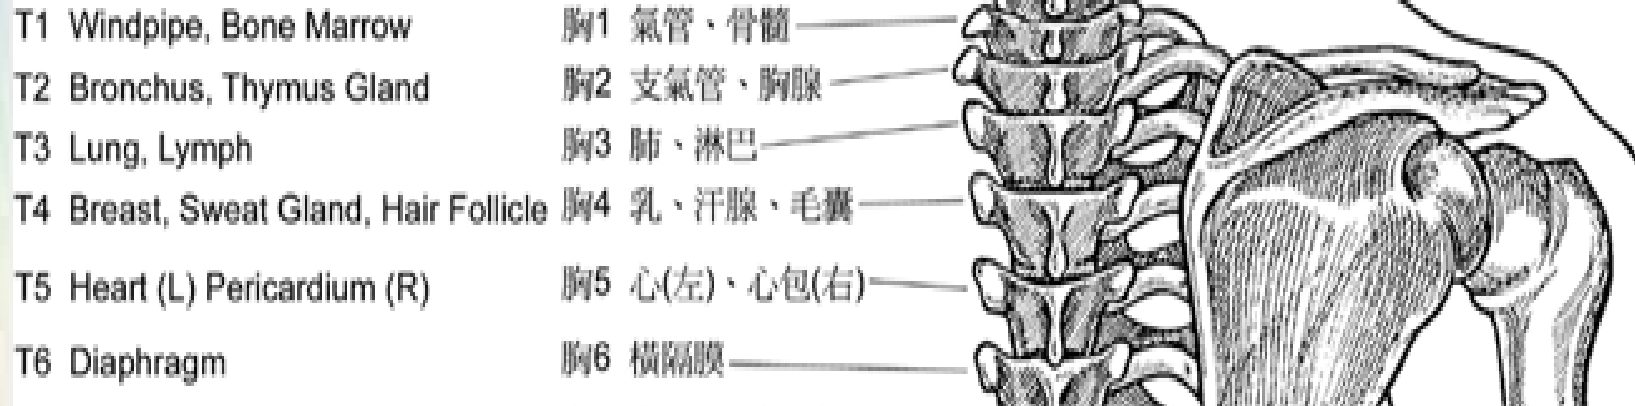 T1 Windpipe, Bone Marrow 胸1 氣管、骨髓
T2 Bronchus, Thymus Gland 胸2 支氣管、胸腺
T3 Lung, Lymph 胸3 肺、淋巴
T4 Breast, Sweat Gland, Hair Follicle 胸4 乳、汗腺、毛囊
T5 Heart (L) Pericardium (R) 胸5 心(左)、心包(右)
T6 Diaphragm 胸6 橫隔膜